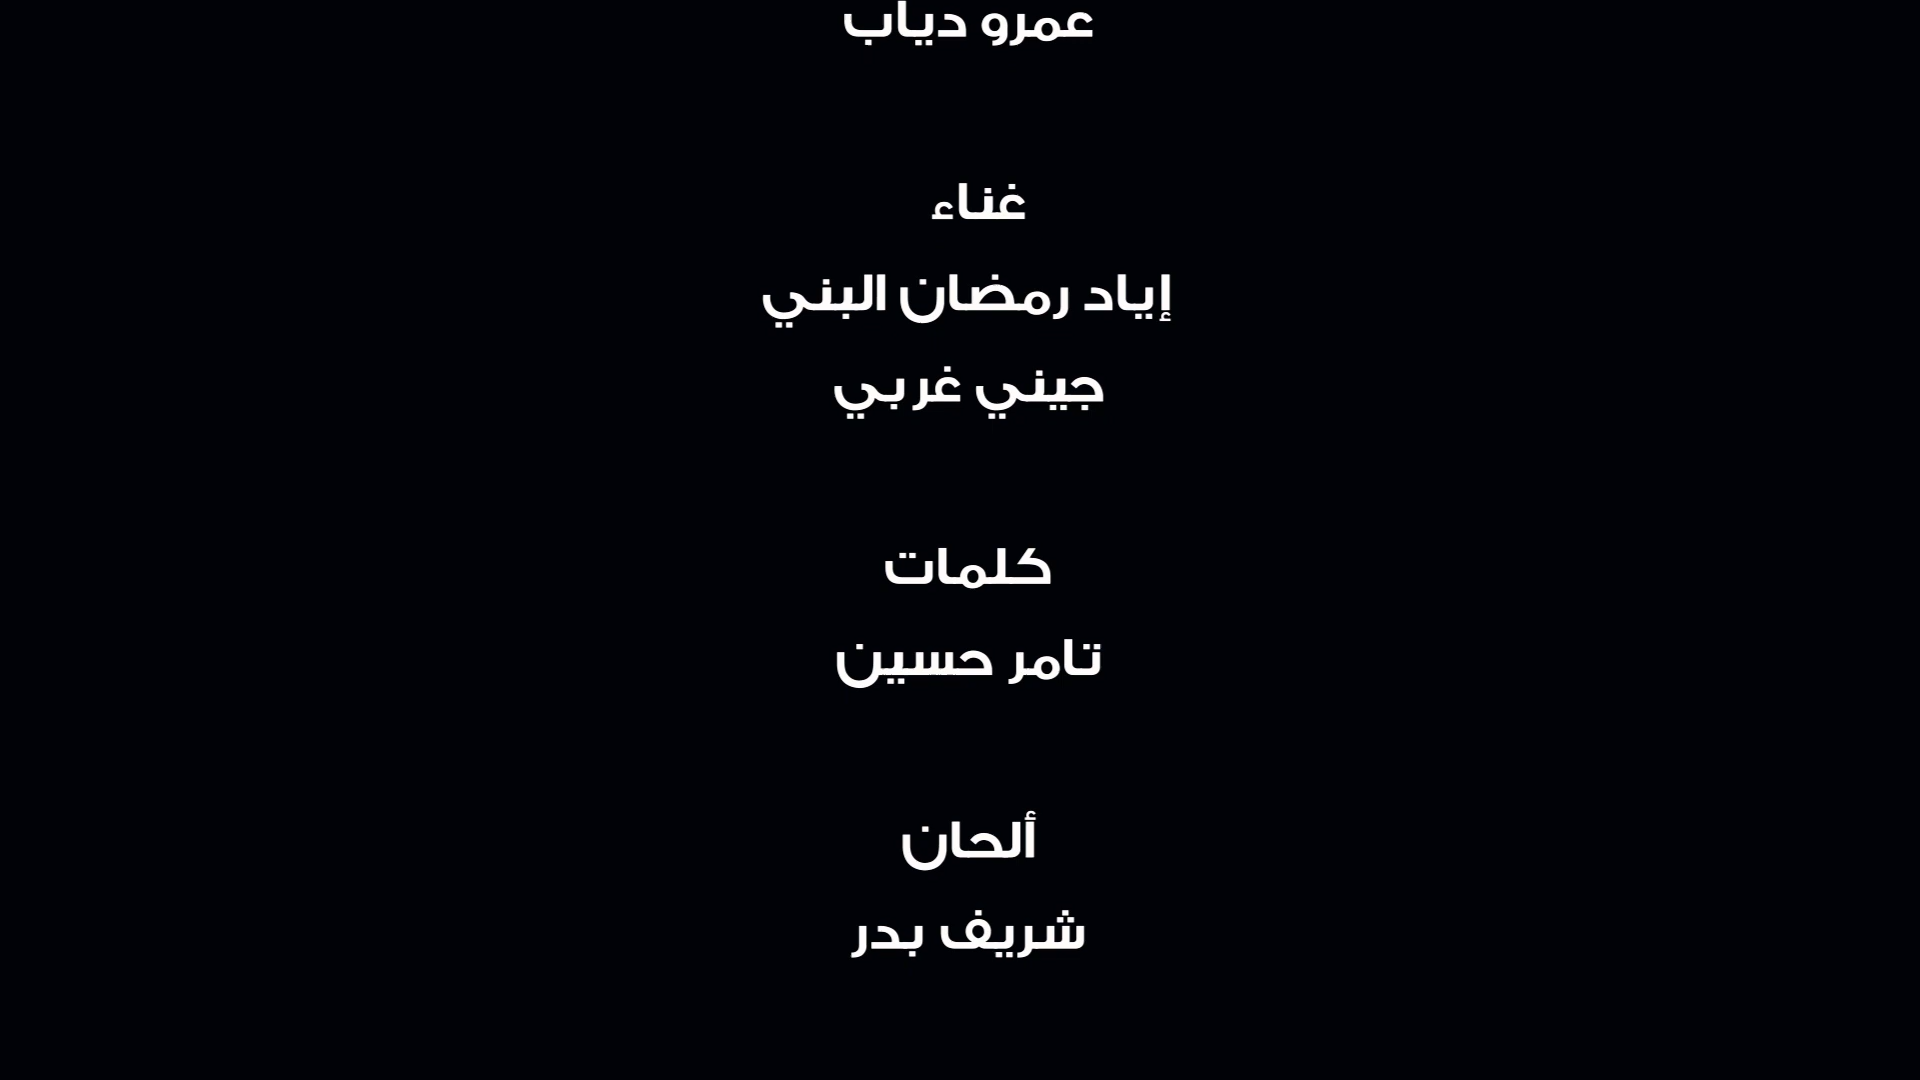 عمرو دياب
غناء
إياد رمضان البني
جيني غربي
كلمات
تامر حسين
ألحان
شريف بدر